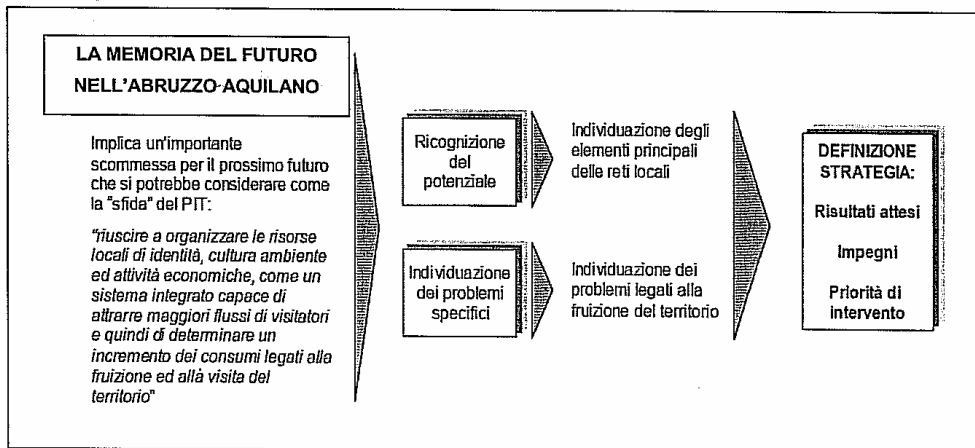 LA MEMORIA DEL FUTURO
NELL'ABRUZZO-AQUILANO
Implica un'importante
scommessa per il prossimo futuro
che si potrebbe considerare come
la "sfida" del PIT:
"riuscire a organizzare le risorse
locali di identità, cultura ambiente
ed attività economiche, come un
sistema integrato capace di
attrarre maggiori flussi di visitatori
e quindi di determinare un
incremento dei consumi legati alla
fruizione ed allà visita del
territorio"
Ricognizione
del
potenziale
Individuazione degli
elementi principali
delle reti locali
Individuazione
dei problemi
specifici
Individuazione dei
problemi legati alla
fruizione del territorio
DEFINIZIONE
STRATEGIA:
Risultati attesi
Impegni
Priorità di
intervento